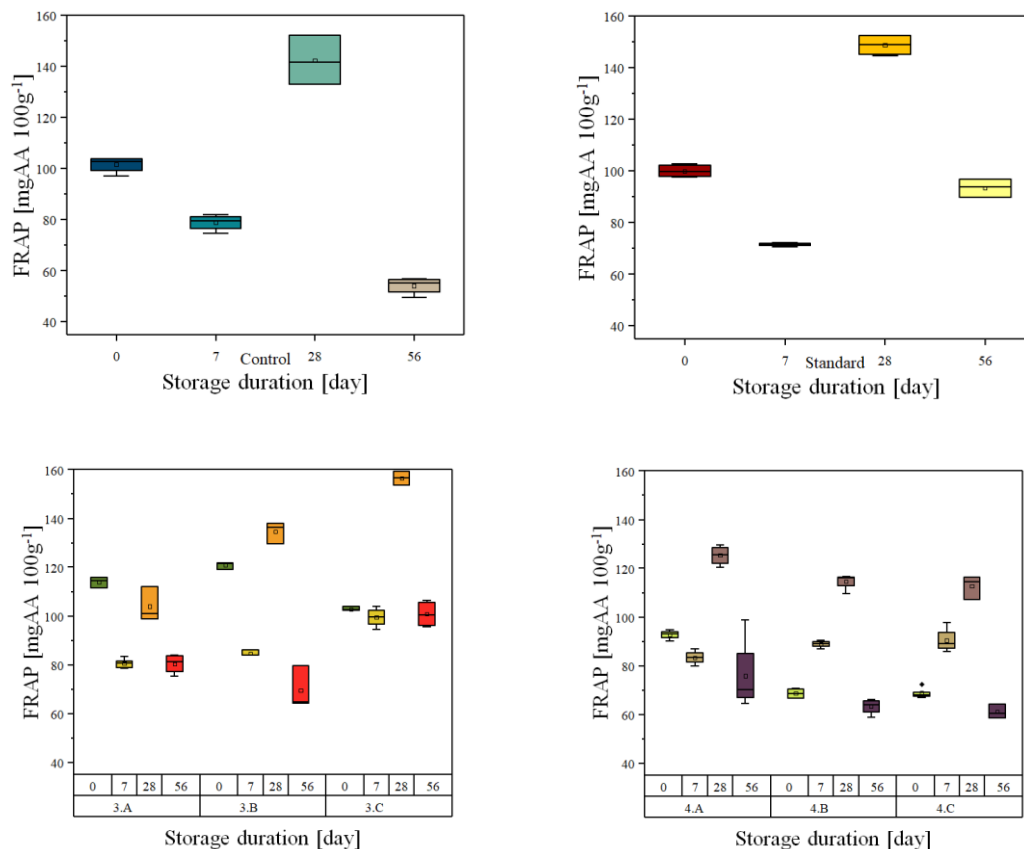 160
140
120
100
80
60
40
FRAP [mgAA 100g⁻¹]
0 7 28 56
Control
Storage duration [day]
160
140
120
100
80
60
40
FRAP [mgAA 100g⁻¹]
0 7 28 56
Standard
Storage duration [day]
160
140
120
100
80
60
40
FRAP [mgAA 100g⁻¹]
0 7 28 56 0 7 28 56 0 7 28 56
3.A 3.B 3.C
Storage duration [day]
160
140
120
100
80
60
40
FRAP [mgAA 100g⁻¹]
0 7 28 56 0 7 28 56 0 7 28 56
4.A 4.B 4.C
Storage duration [day]